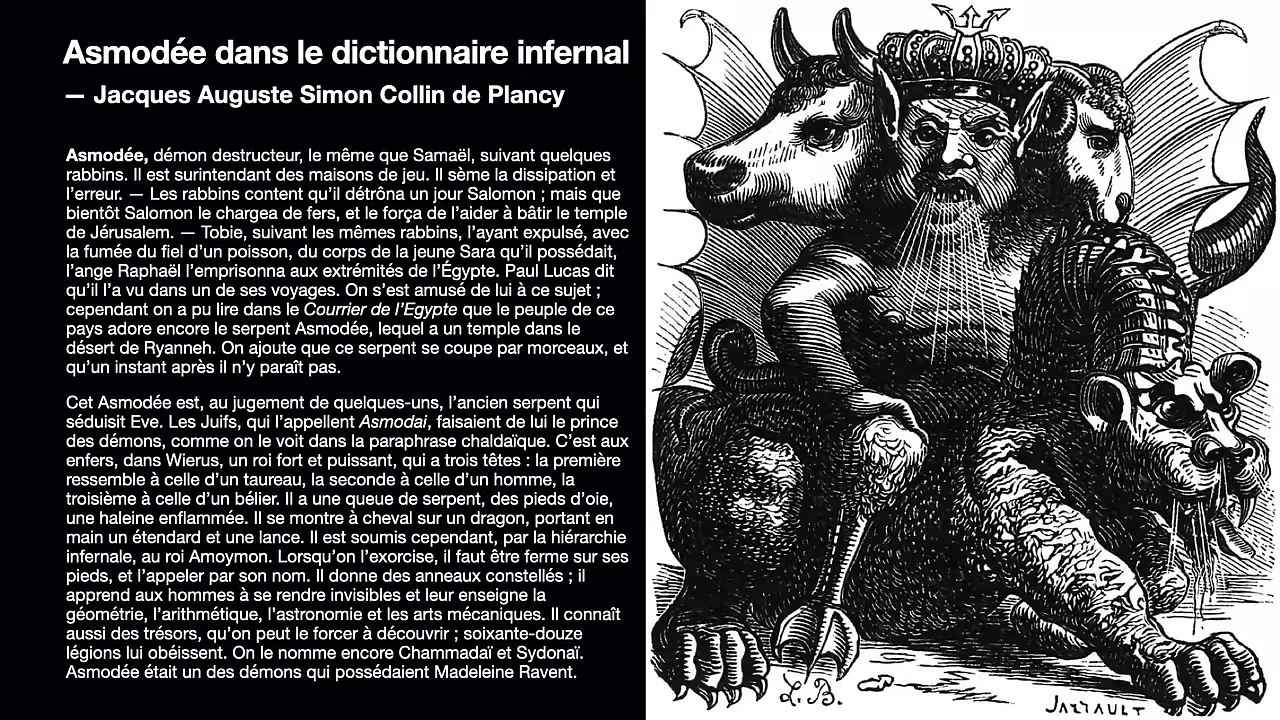 Asmodée dans le dictionnaire infernal
— Jacques Auguste Simon Collin de Plancy
Asmodée, démon destructeur, le même que Samaël, suivant quelques
rabbins. Il est surintendant des maisons de jeu. Il sème la dissipation et
l’erreur. — Les rabbins content qu’il détrôna un jour Salomon ; mais que
bientôt Salomon le chargea de fers, et le força de l’aider à bâtir le temple
de Jérusalem. — Tobie, suivant les mêmes rabbins, l’ayant expulsé, avec
la fumée du fiel d’un poisson, du corps de la jeune Sara qu’il possédait,
l’ange Raphaël l’emprisonna aux extrémités de l’Égypte. Paul Lucas dit
qu’il l’a vu dans un de ses voyages. On s’est amusé de lui à ce sujet ;
cependant on a pu lire dans le Courrier de l’Egypte que le peuple de ce
pays adore encore le serpent Asmodée, lequel a un temple dans le
désert de Ryanneh. On ajoute que ce serpent se coupe par morceaux, et
qu’un instant après il n’y paraît pas.
Cet Asmodée est, au jugement de quelques-uns, l’ancien serpent qui
séduisit Eve. Les Juifs, qui l’appellent Asmodai, faisaient de lui le prince
des démons, comme on le voit dans la paraphrase chaldaïque. C’est aux
enfers, dans Wierus, un roi fort et puissant, qui a trois têtes : la première
ressemble à celle d’un taureau, la seconde à celle d’un homme, la
troisième à celle d’un bélier. Il a une queue de serpent, des pieds d’oie,
une haleine enflammée. Il se montre à cheval sur un dragon, portant en
main un étendard et une lance. Il est soumis cependant, par la hiérarchie
infernale, au roi Amoymon. Lorsqu’on l’exorcise, il faut être ferme sur ses
pieds, et l’appeler par son nom. Il donne des anneaux constellés ; il
apprend aux hommes à se rendre invisibles et leur enseigne la
géométrie, l’arithmétique, l’astronomie et les arts mécaniques. Il connaît
aussi des trésors, qu’on peut le forcer à découvrir ; soixante-douze
légions lui obéissent. On le nomme encore Chammadaï et Sydonaï.
Asmodée était un des démons qui possédaient Madeleine Ravent.
L. B.
JARRAULT